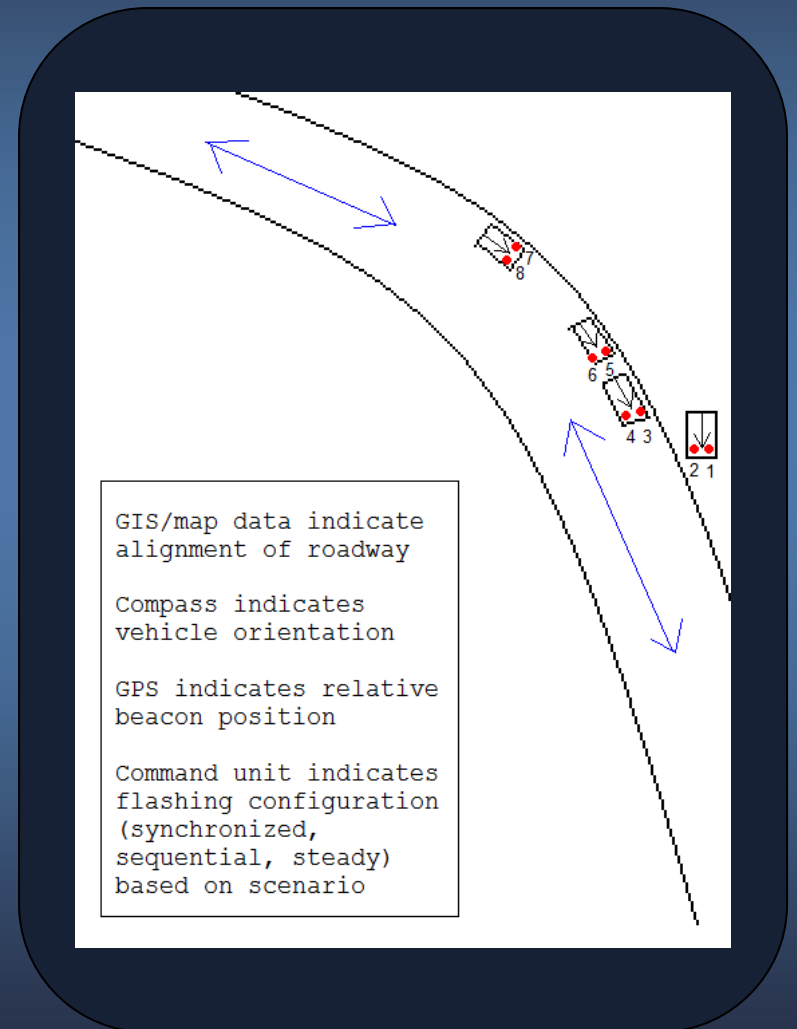 7
8
6 5
4 3
2 1
GIS/map data indicate
alignment of roadway
Compass indicates
vehicle orientation
GPS indicates relative
beacon position
Command unit indicates
flashing configuration
(synchronized,
sequential, steady)
based on scenario